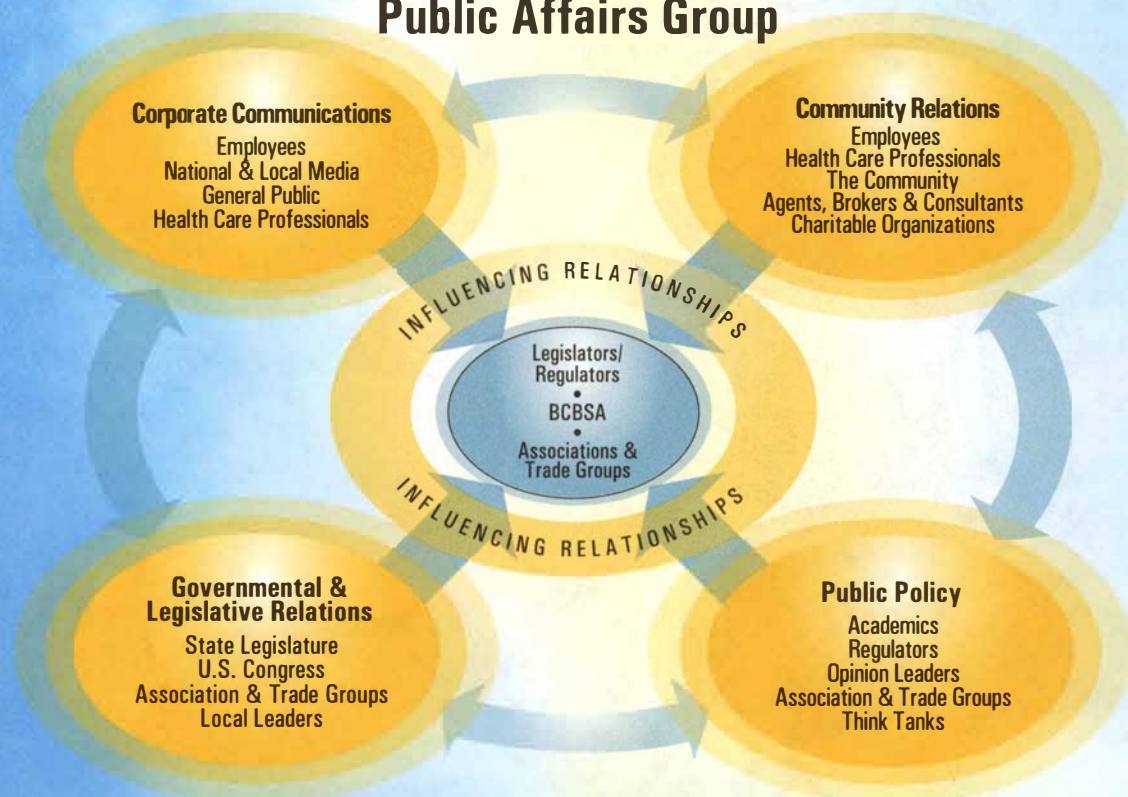 Public Affairs Group
Corporate Communications
Employees
National & Local Media
General Public
Health Care Professionals
Community Relations
Employees
Health Care Professionals
The Community
Agents, Brokers & Consultants
Charitable Organizations
INFLUENCING RELATIONSHIPS
Legislators/
Regulators
•
BCBSA
•
Associations &
Trade Groups
INFLUENCING RELATIONSHIPS
Governmental &
Legislative Relations
State Legislature
U.S. Congress
Association & Trade Groups
Local Leaders
Public Policy
Academics
Regulators
Opinion Leaders
Association & Trade Groups
Think Tanks